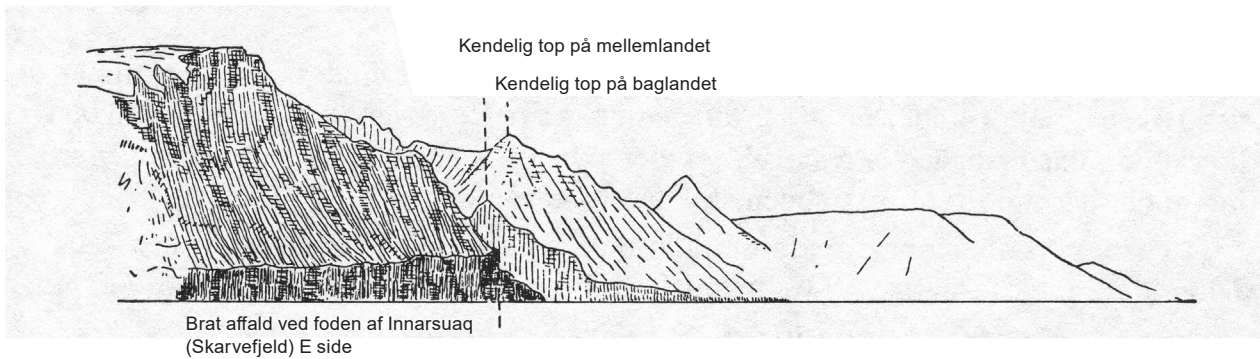 Kendelig top på mellemlandet
Kendelig top på baglandet
Brat affald ved foden af Innarsuaq
(Skarvefjeld) E side